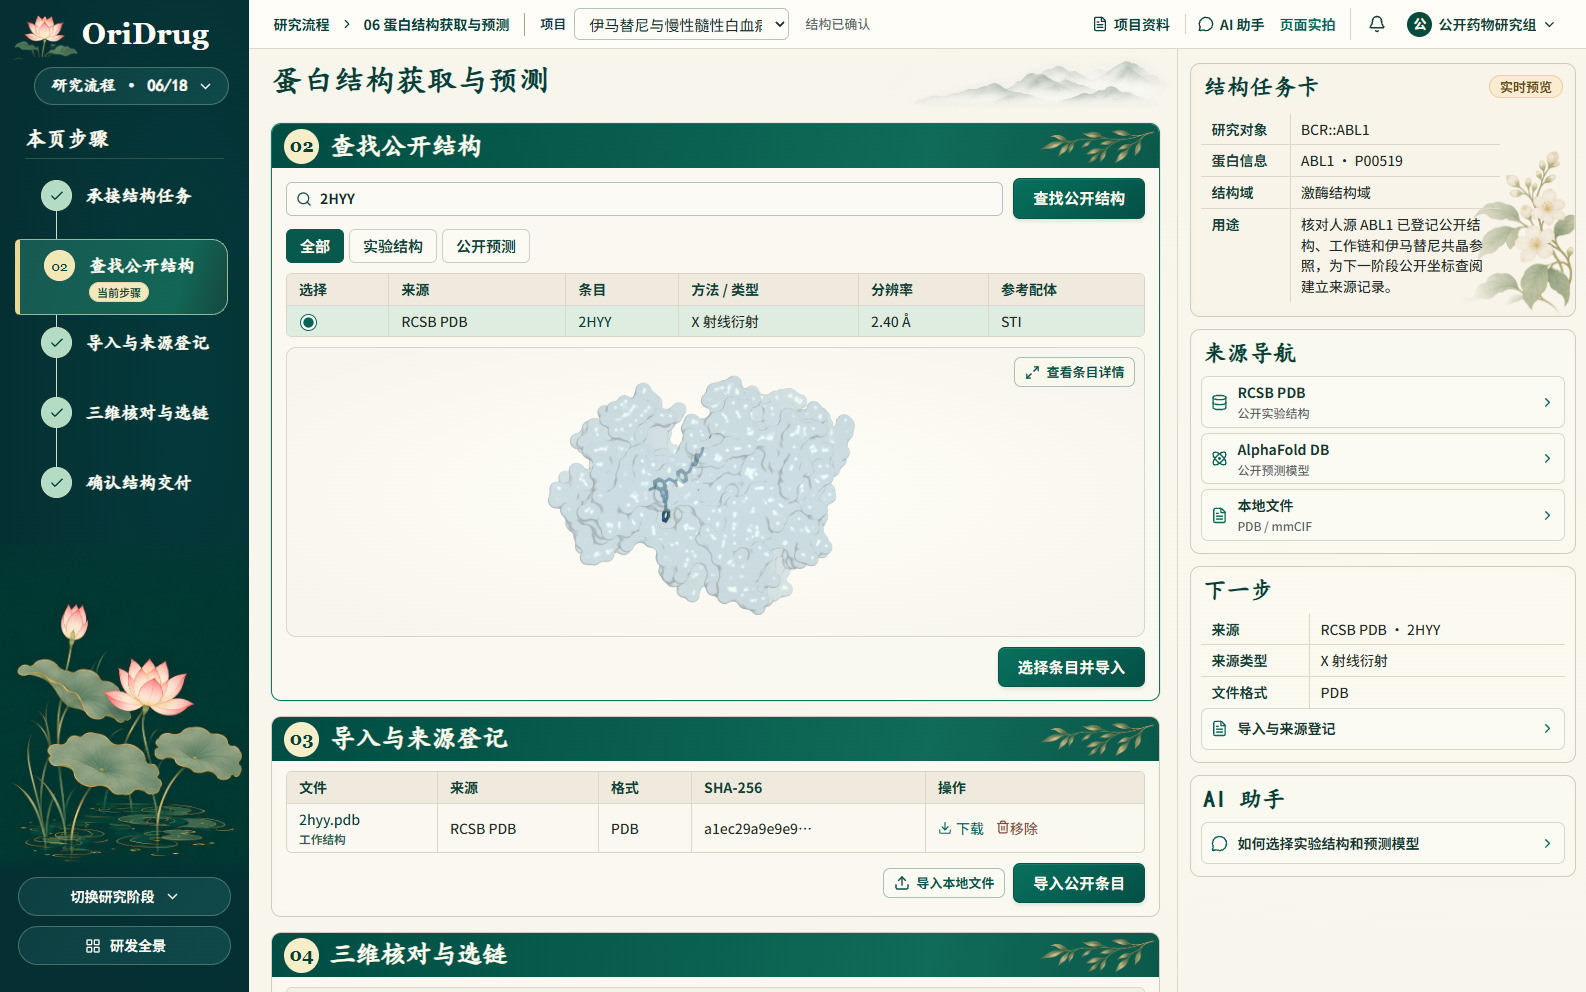 OriDrug
研究流程 • 06/18
本页步骤
承接结构任务
02 查找公开结构
当前步骤
导入与来源登记
三维核对与选链
确认结构交付
切换研究阶段
研发全景
研究流程 > 06 蛋白结构获取与预测
项目 伊马替尼与慢性髓性白血
结构已确认
项目资料
AI 助手
页面实拍
公 公开药物研究组
蛋白结构获取与预测
02 查找公开结构
2HYY
查找公开结构
全部 实验结构 公开预测
选择 来源 条目 方法 / 类型 分辨率 参考配体
RCSB PDB 2HYY X 射线衍射 2.40 Å STI
查看条目详情
选择条目并导入
03 导入与来源登记
文件 来源 格式 SHA-256 操作
2hyy.pdb
工作结构
RCSB PDB PDB a1ec29a9e9e9··· 下载 移除
导入本地文件 导入公开条目
04 三维核对与选链
结构任务卡
实时预览
研究对象 BCR::ABL1
蛋白信息 ABL1 · P00519
结构域 激酶结构域
用途 核对人源 ABL1 已登记公开结
构、工作链和伊马替尼共晶参
照，为下一阶段公开坐标查阅
建立来源记录。
来源导航
RCSB PDB
公开实验结构
AlphaFold DB
公开预测模型
本地文件
PDB / mmCIF
下一步
来源 RCSB PDB · 2HYY
来源类型 X 射线衍射
文件格式 PDB
导入与来源登记
AI 助手
如何选择实验结构和预测模型